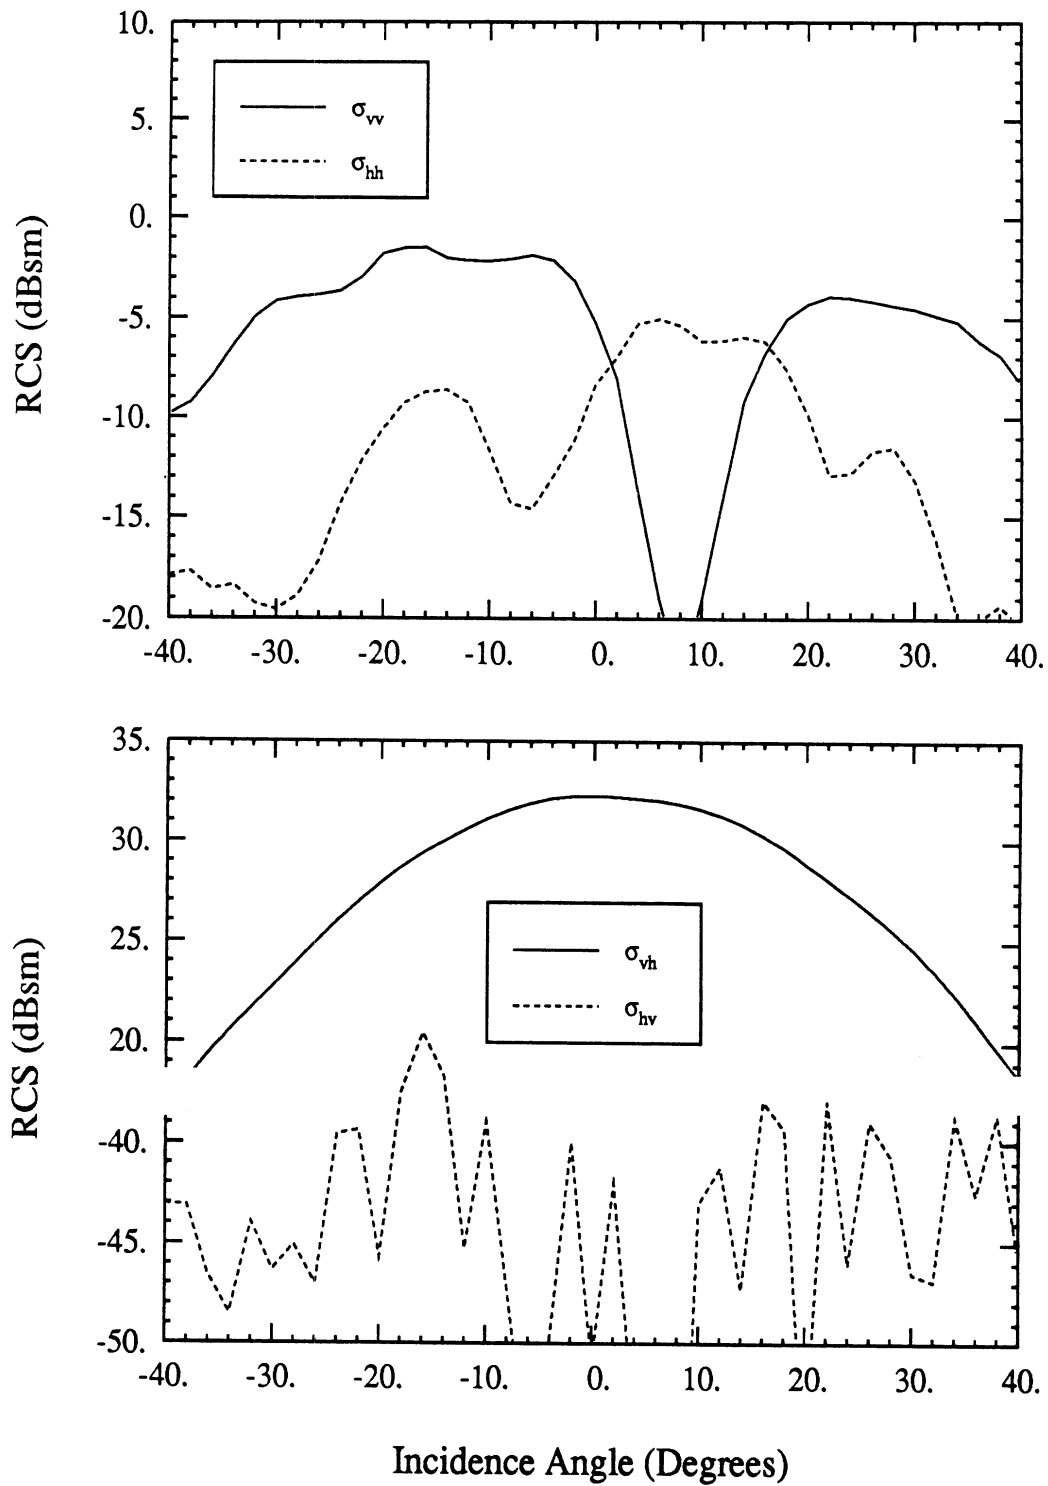 10.
5.
0.
-5.
-10.
-15.
-20.
RCS (dBsm)
σvv
σhh
-40. -30. -20. -10. 0. 10. 20. 30. 40.
35.
30.
25.
20.
-40.
-45.
-50.
RCS (dBsm)
σvh
σhv
-40. -30. -20. -10. 0. 10. 20. 30. 40.
Incidence Angle (Degrees)